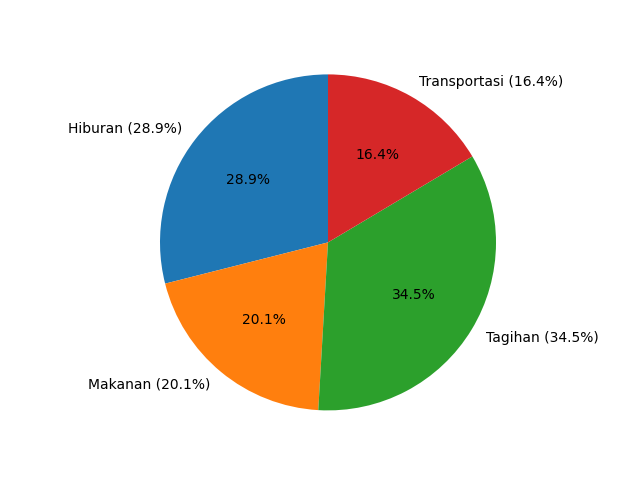 Transportasi (16.4%)
Hiburan (28.9%)
16.4%
28.9%
34.5%
20.1%
Tagihan (34.5%)
Makanan (20.1%)